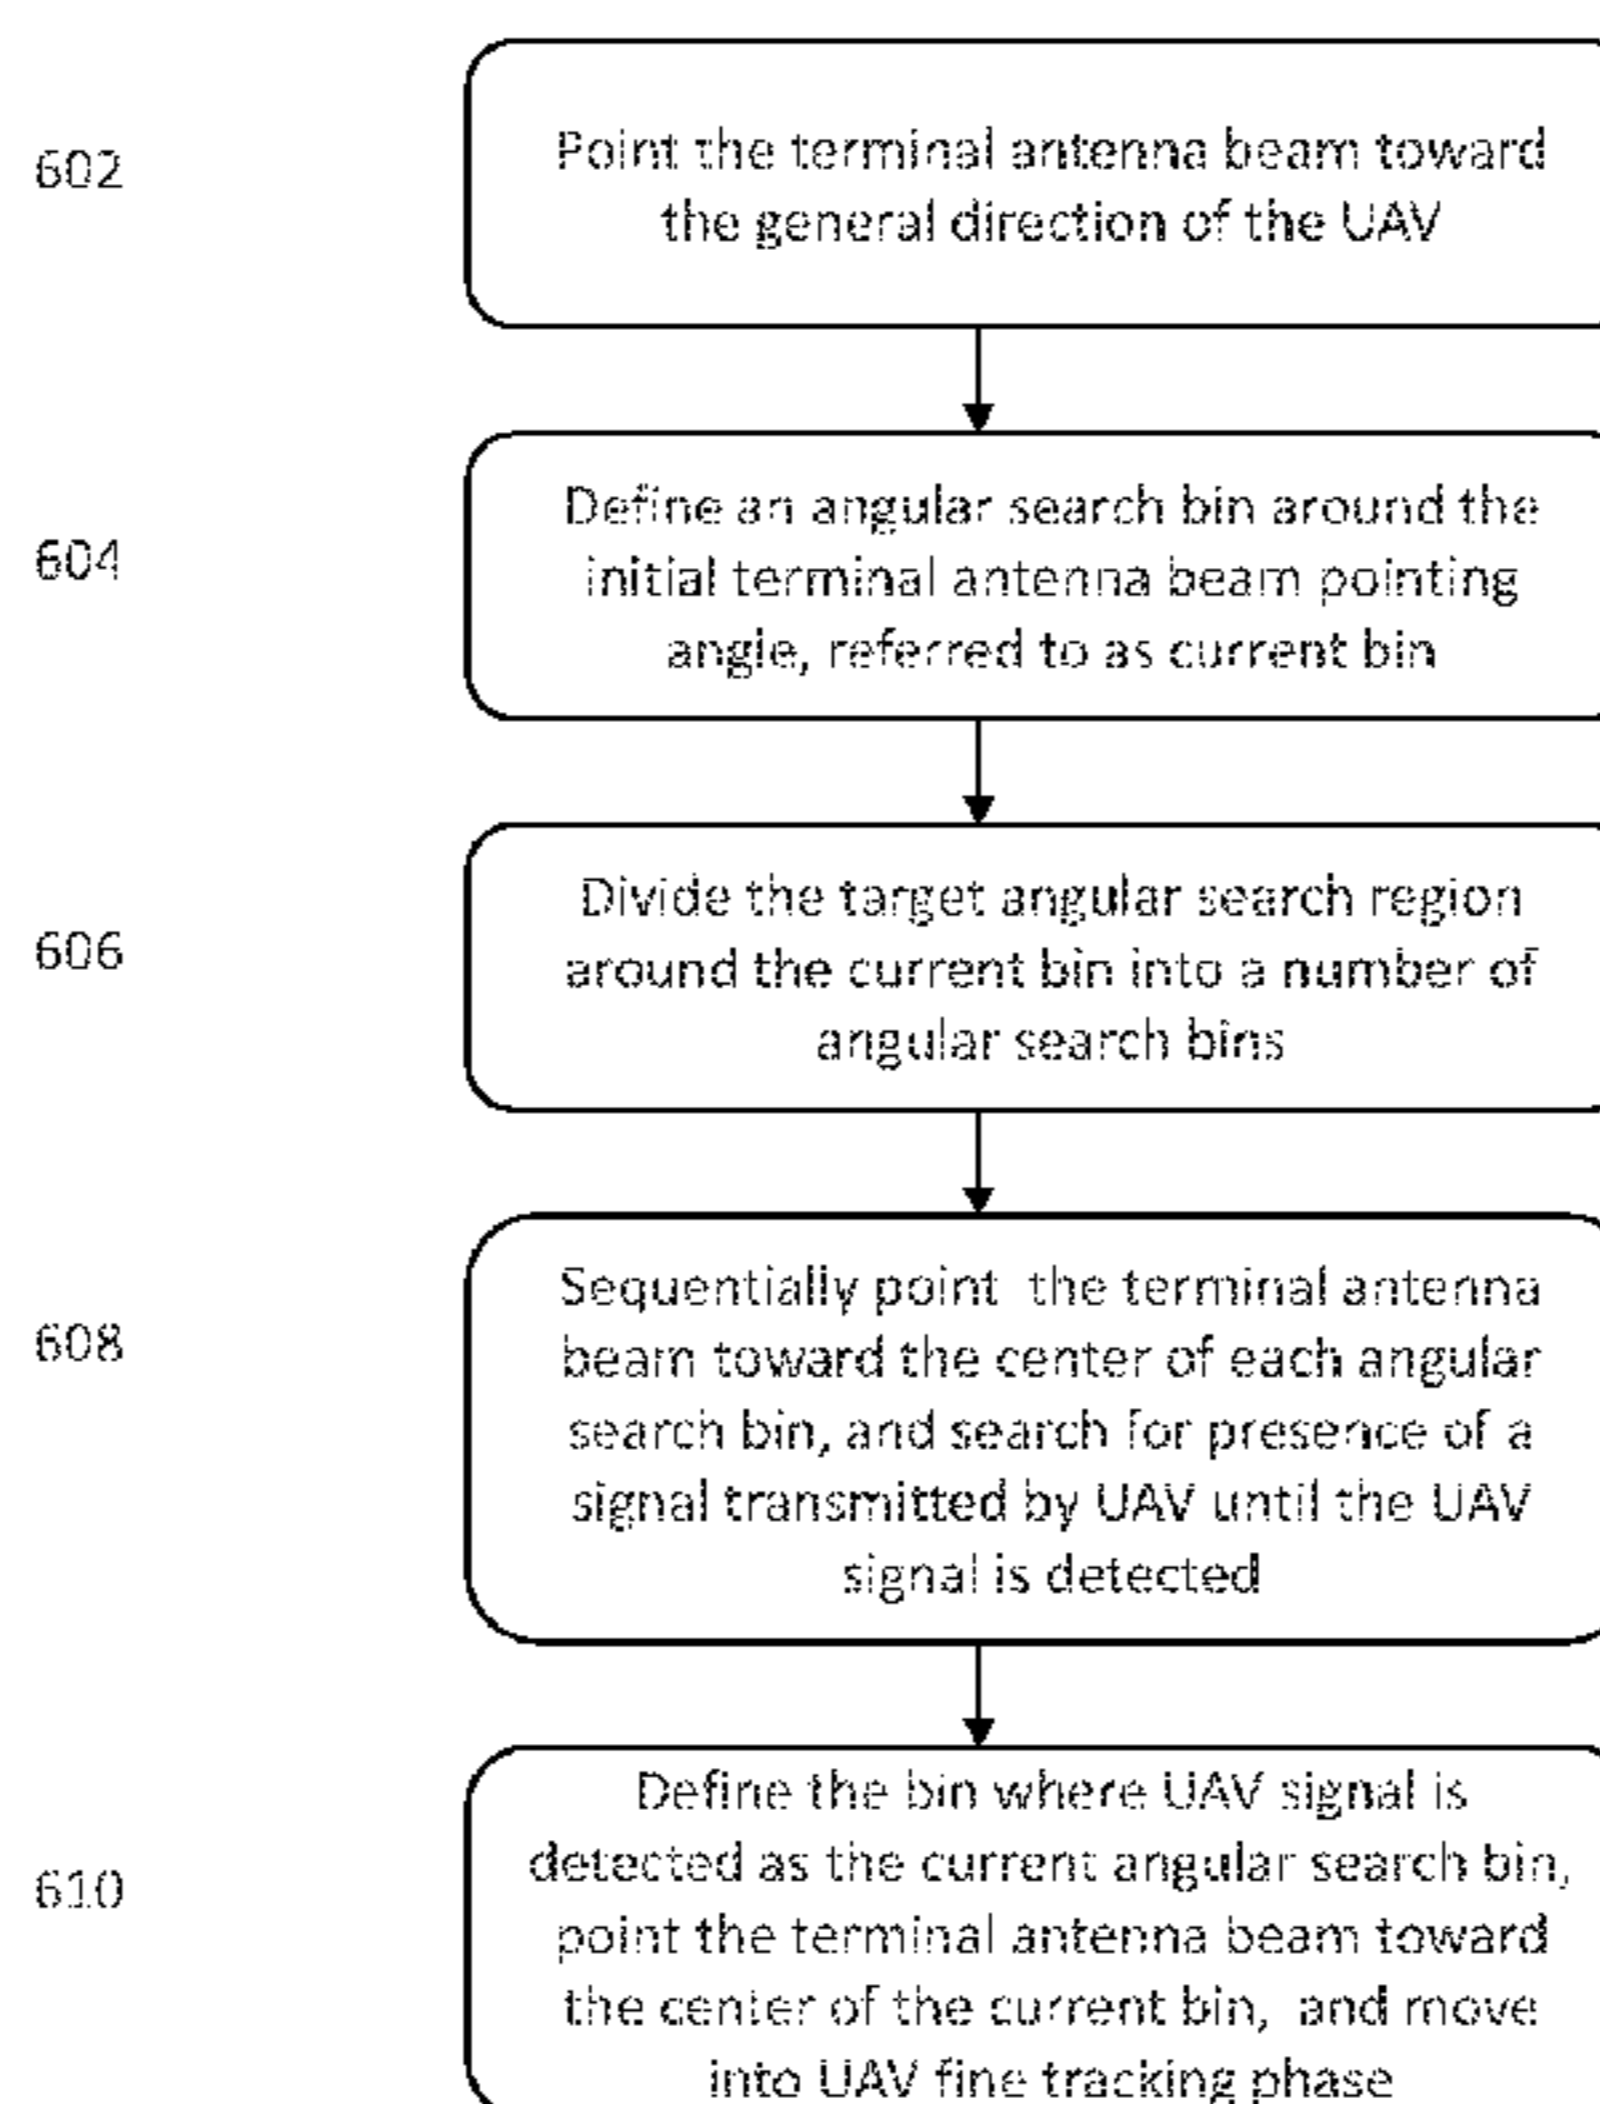 602
Point the terminal antenna beam toward
the general direction of the UAV
604
Define an angular search bin around the
initial terminal antenna beam pointing
angle, referred to as current bin
606
Divide the target angular search region
around the current bin into a number of
angular search bins
608
Sequentially point the terminal antenna
beam toward the center of each angular
search bin, and search for presence of a
signal transmitted by UAV until the UAV
signal is detected
610
Define the bin where UAV signal is
detected as the current angular search bin,
point the terminal antenna beam toward
the center of the current bin, and move
into UAV fine tracking phase